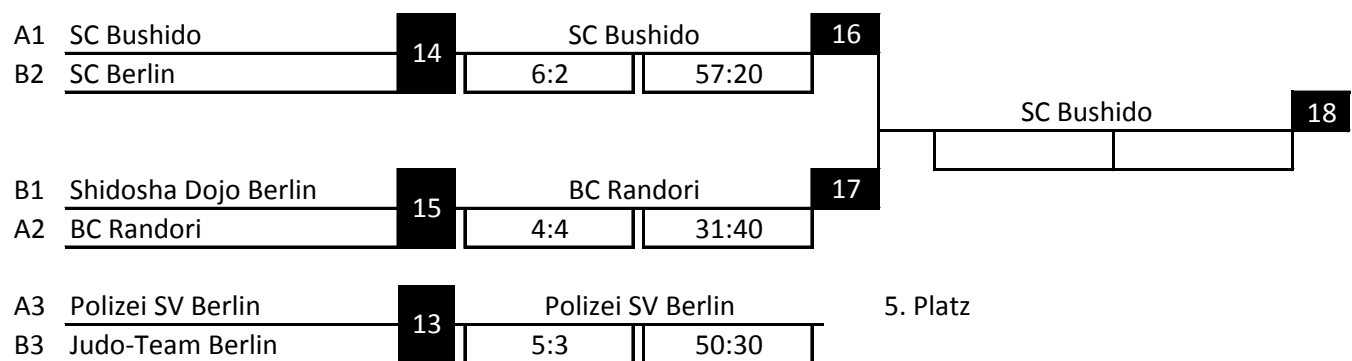 A1 SC Bushido 14 SC Bushido 16
B2 SC Berlin 6:2 57:20
SC Bushido 18
B1 Shidosha Dojo Berlin 15 BC Randori 17
A2 BC Randori 4:4 31:40
A3 Polizei SV Berlin 13 Polizei SV Berlin 5. Platz
B3 Judo-Team Berlin 5:3 50:30